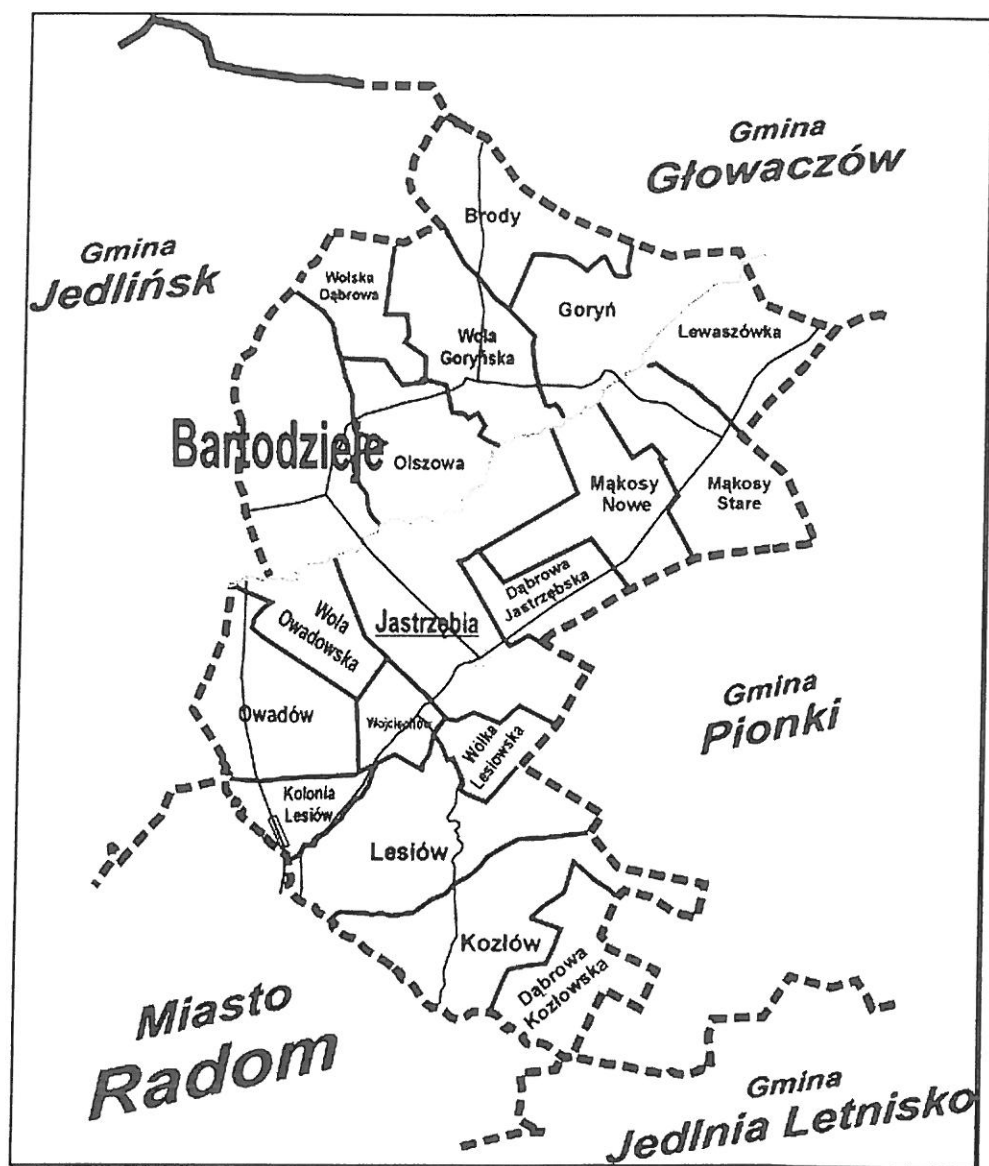 Gmina
Głowaczów
Brody
Gmina
Jedlińsk
Wolska
Dąbrowa
Goryń
Lewaszówka
Wola
Goryńska
Bartodzieje
Olszowa
Mąkosy
Nowe
Mąkosy
Stare
Dąbrowa
Jastrzębska
Wola
Owadowska
Jastrzębia
Gmina
Pionki
Owadów
Wojciechów
Wólka
Lesiowska
Kolonia
Lesiów
Lesiów
Kozłów
Dąbrowa
Kozłowska
Miasto
Radom
Gmina
Jedlnia Letnisko